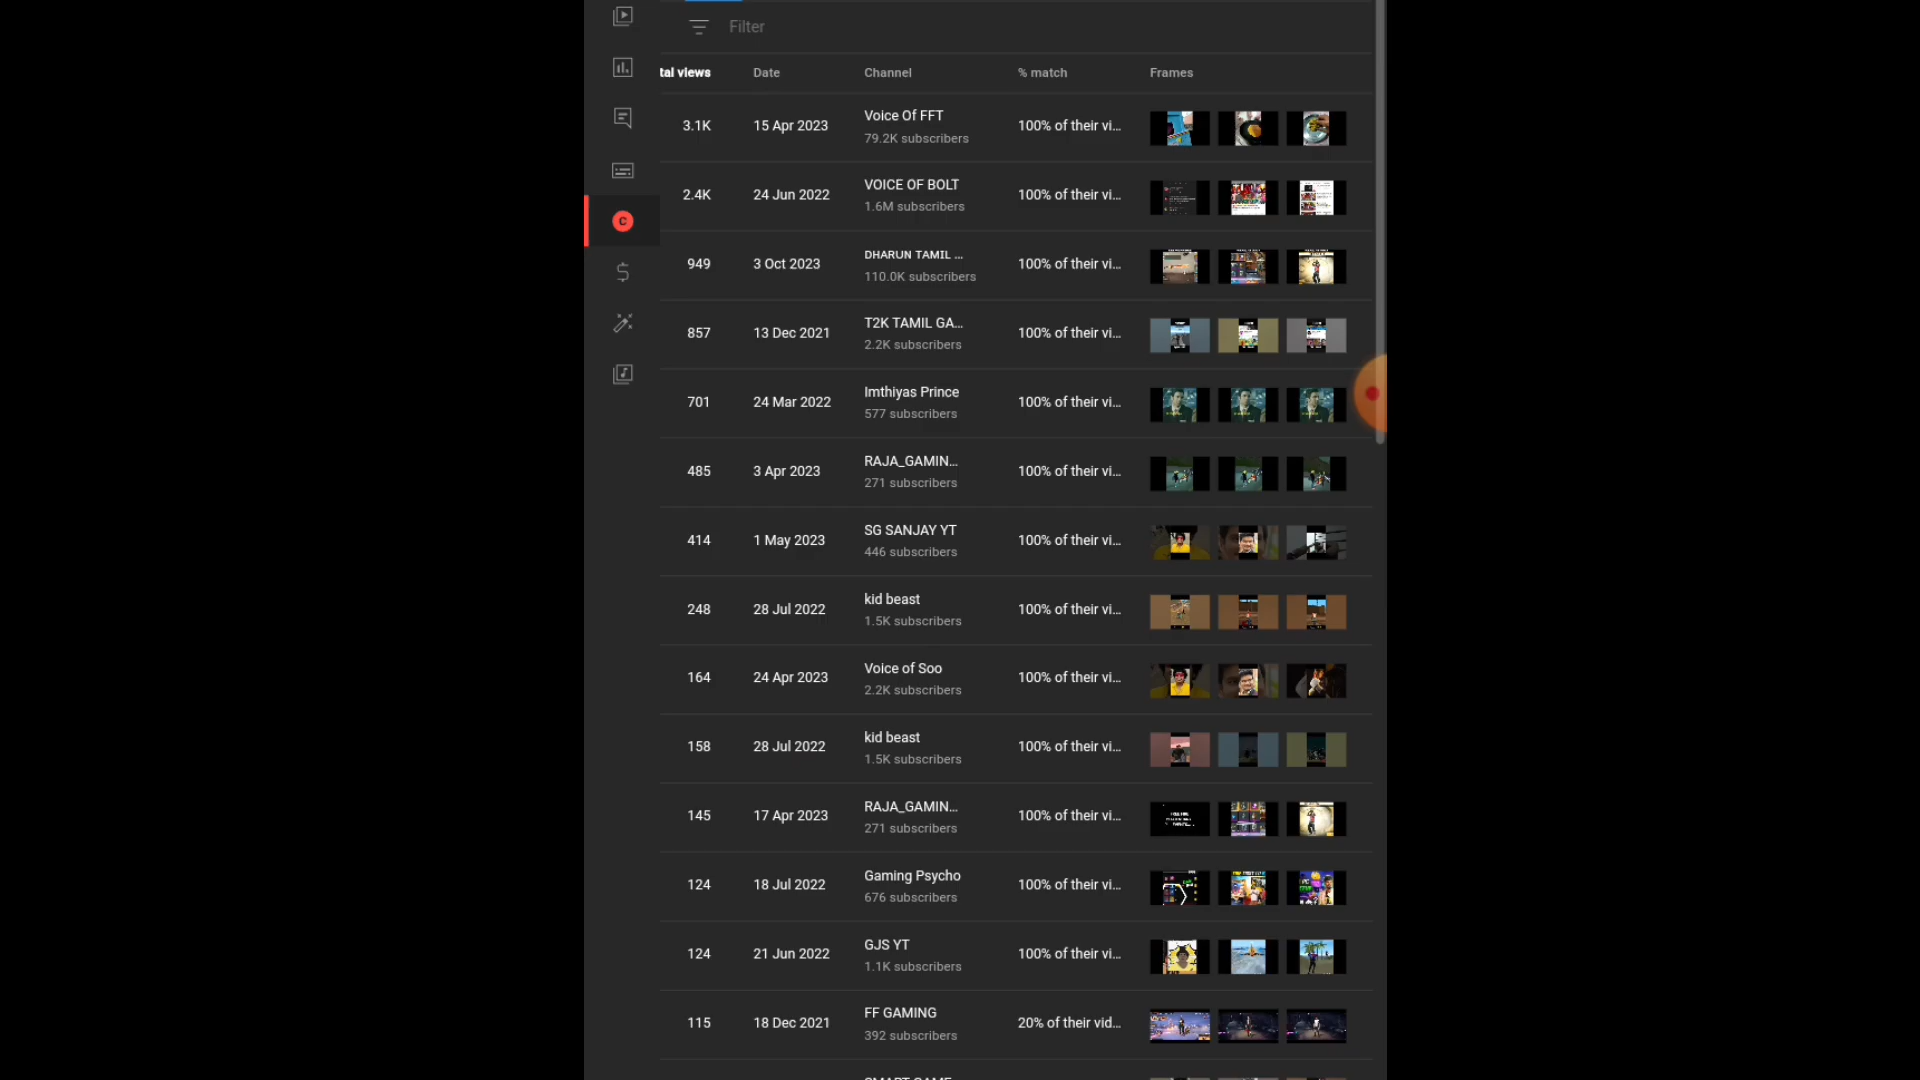 Filter
tal views Date Channel % match Frames
3.1K 15 Apr 2023 Voice Of FFT 100% of their vi...
79.2K subscribers
2.4K 24 Jun 2022 VOICE OF BOLT 100% of their vi...
1.6M subscribers
949 3 Oct 2023 DHARUN TAMIL ... 100% of their vi...
110.0K subscribers
857 13 Dec 2021 T2K TAMIL GA... 100% of their vi...
2.2K subscribers
701 24 Mar 2022 Imthiyas Prince 100% of their vi...
577 subscribers
485 3 Apr 2023 RAJA_GAMIN... 100% of their vi...
271 subscribers
414 1 May 2023 SG SANJAY YT 100% of their vi...
446 subscribers
248 28 Jul 2022 kid beast 100% of their vi...
1.5K subscribers
164 24 Apr 2023 Voice of Soo 100% of their vi...
2.2K subscribers
158 28 Jul 2022 kid beast 100% of their vi...
1.5K subscribers
145 17 Apr 2023 RAJA_GAMIN... 100% of their vi...
271 subscribers
124 18 Jul 2022 Gaming Psycho 100% of their vi...
676 subscribers
124 21 Jun 2022 GJS YT 100% of their vi...
1.1K subscribers
115 18 Dec 2021 FF GAMING 20% of their vid...
392 subscribers